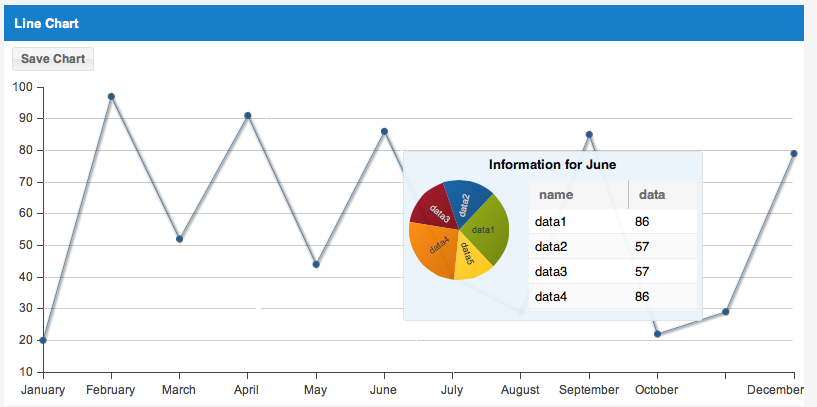 Line Chart
Save Chart
100
90
80
70
60
50
40
30
20
10
January February March April May June July August September October December
Information for June
name data
data1 86
data2 57
data3 57
data4 86
data2
data1
data3
data4
data5